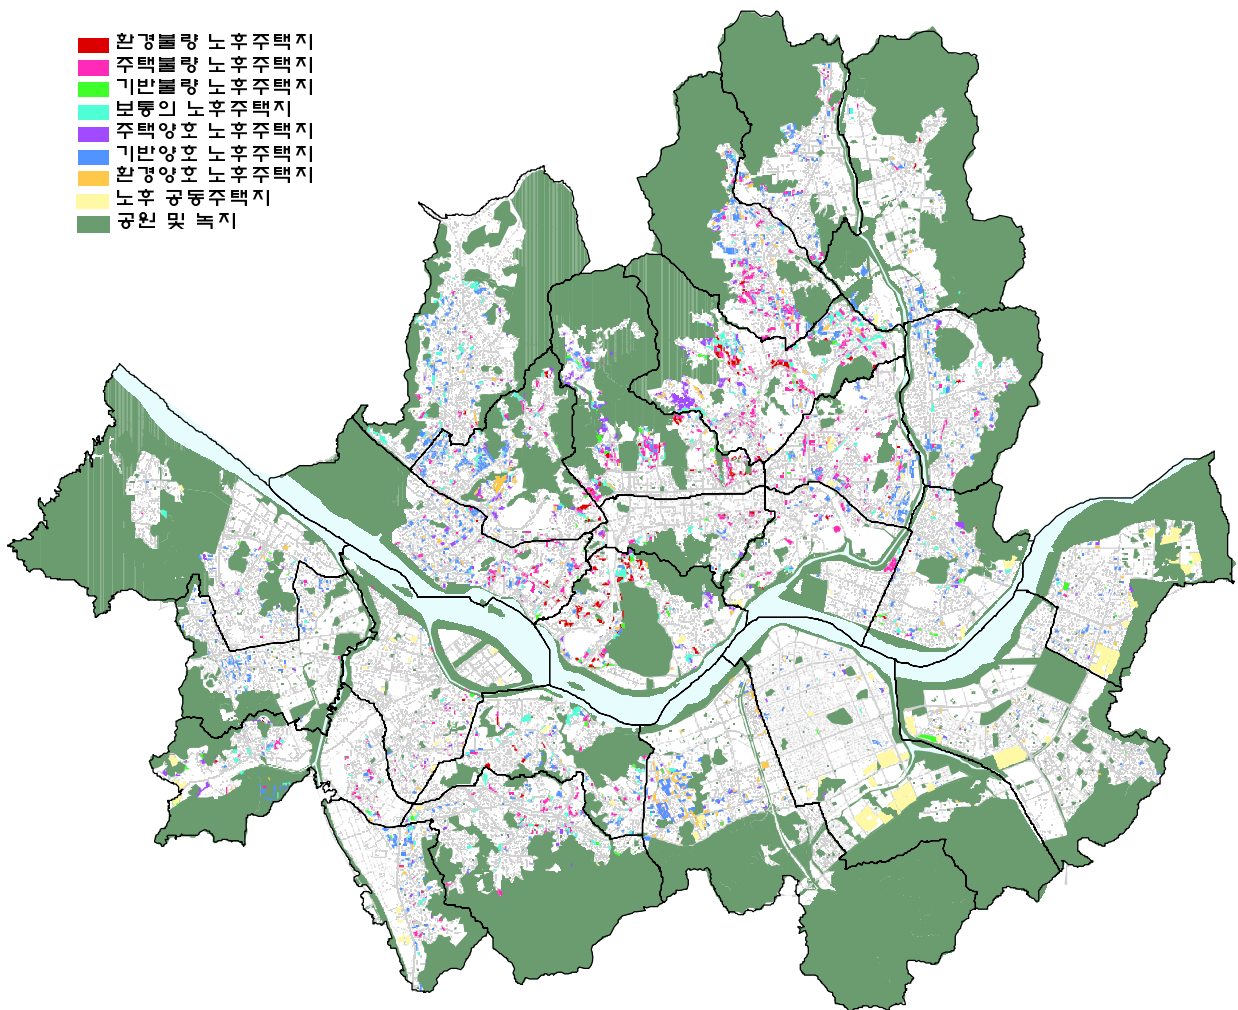 환경불량 노후주택지
주택불량 노후주택지
기반불량 노후주택지
보통의 노후주택지
주택양호 노후주택지
기반양호 노후주택지
환경양호 노후주택지
노후 공동주택지
공원 및 녹지